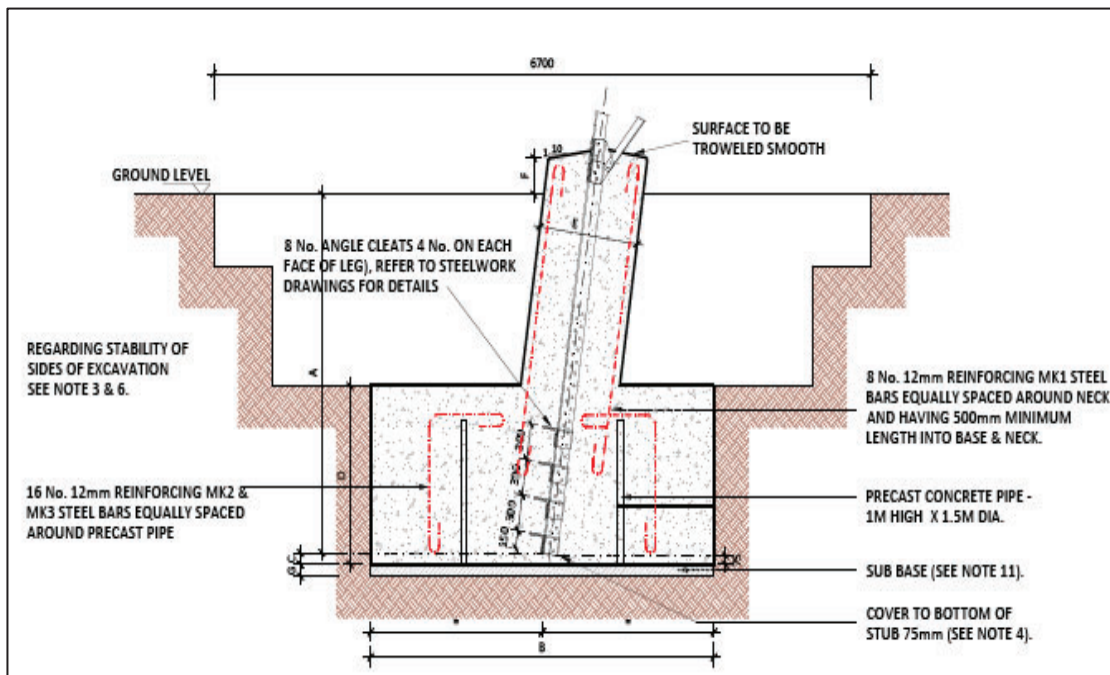 6700
SURFACE TO BE
TROWELED SMOOTH
1 10
F
GROUND LEVEL
8 No. ANGLE CLEATS 4 No. ON EACH
FACE OF LEG), REFER TO STEELWORK
DRAWINGS FOR DETAILS
A
REGARDING STABILITY OF
SIDES OF EXCAVATION
SEE NOTE 3 & 6.
8 No. 12mm REINFORCING MK1 STEEL
BARS EQUALLY SPACED AROUND NECK
AND HAVING 500mm MINIMUM
LENGTH INTO BASE & NECK.
D
300
150
16 No. 12mm REINFORCING MK2 &
MK3 STEEL BARS EQUALLY SPACED
AROUND PRECAST PIPE
PRECAST CONCRETE PIPE -
1M HIGH X 1.5M DIA.
C
G
SUB BASE (SEE NOTE 11).
COVER TO BOTTOM OF
STUB 75mm (SEE NOTE 4).
B